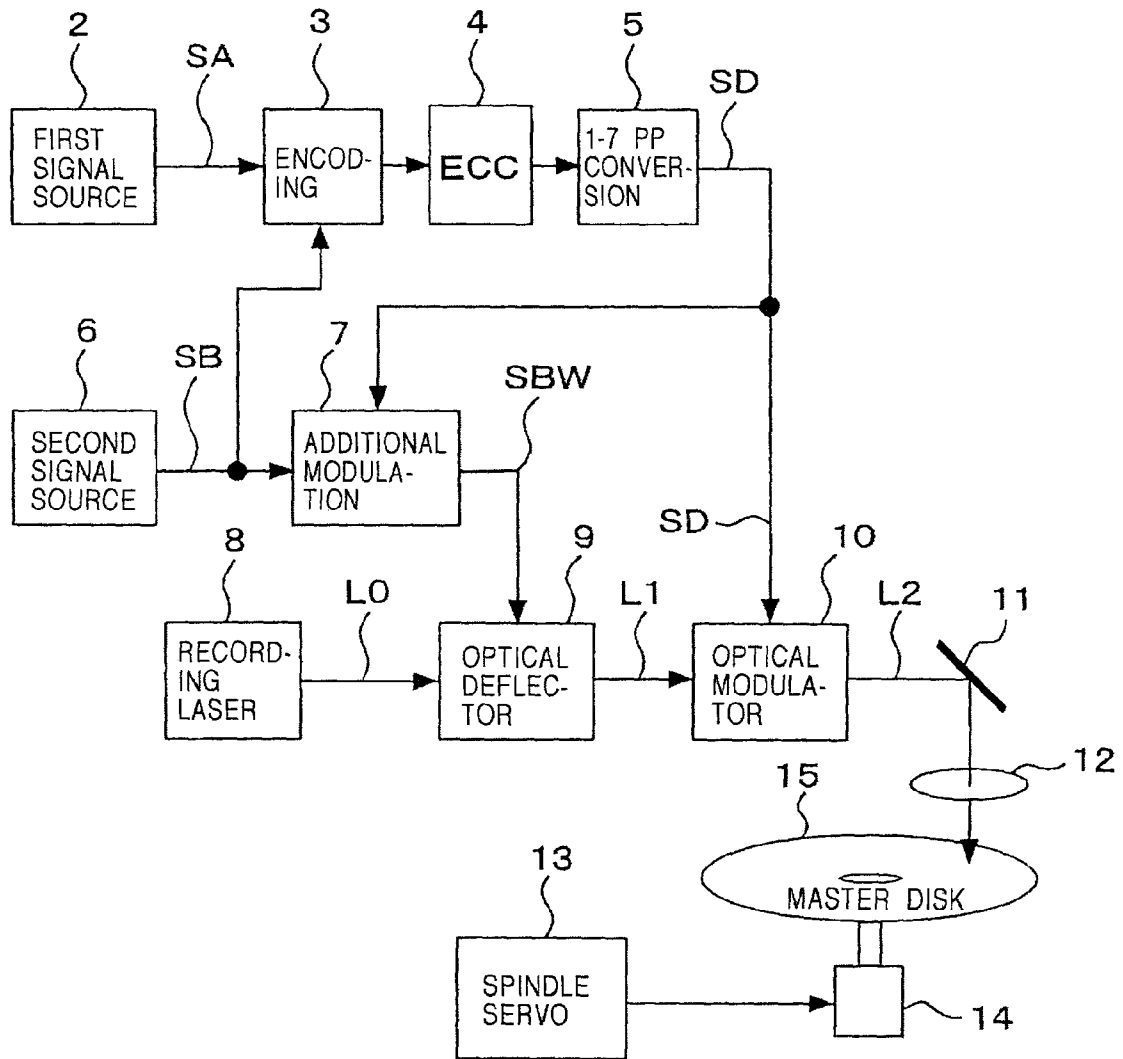 2
3
4
5
SA
SD
FIRST
SIGNAL
SOURCE
ENCOD-
ING
ECC
1-7 PP
CONVER-
SION
6
SB
7
SBW
SECOND
SIGNAL
SOURCE
ADDITIONAL
MODULA-
TION
SD
8
L0
9
L1
10
L2
11
RECORD-
ING
LASER
OPTICAL
DEFLEC-
TOR
OPTICAL
MODULA-
TOR
12
15
MASTER DISK
13
SPINDLE
SERVO
14